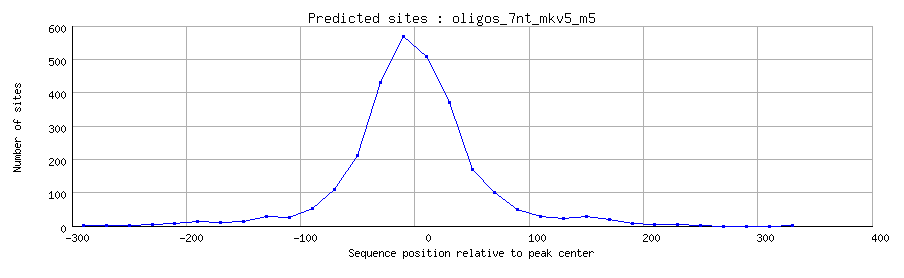 Predicted sites : oligos_7nt_mkv5_m5
600
500
400
300
200
100
0
Number of sites
-300 -200 -100 0 100 200 300 400
Sequence position relative to peak center